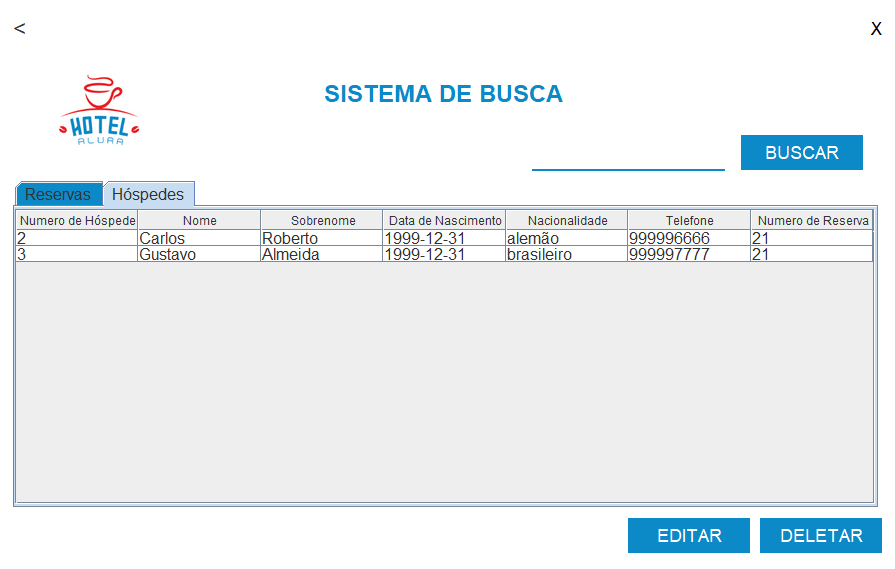 <
X
HOTEL
ALURA
SISTEMA DE BUSCA
BUSCAR
Reservas Hóspedes
Numero de Hóspede Nome Sobrenome Data de Nascimento Nacionalidade Telefone Numero de Reserva
2 Carlos Roberto 1999-12-31 alemão 999996666 21
3 Gustavo Almeida 1999-12-31 brasileiro 999997777 21
EDITAR DELETAR